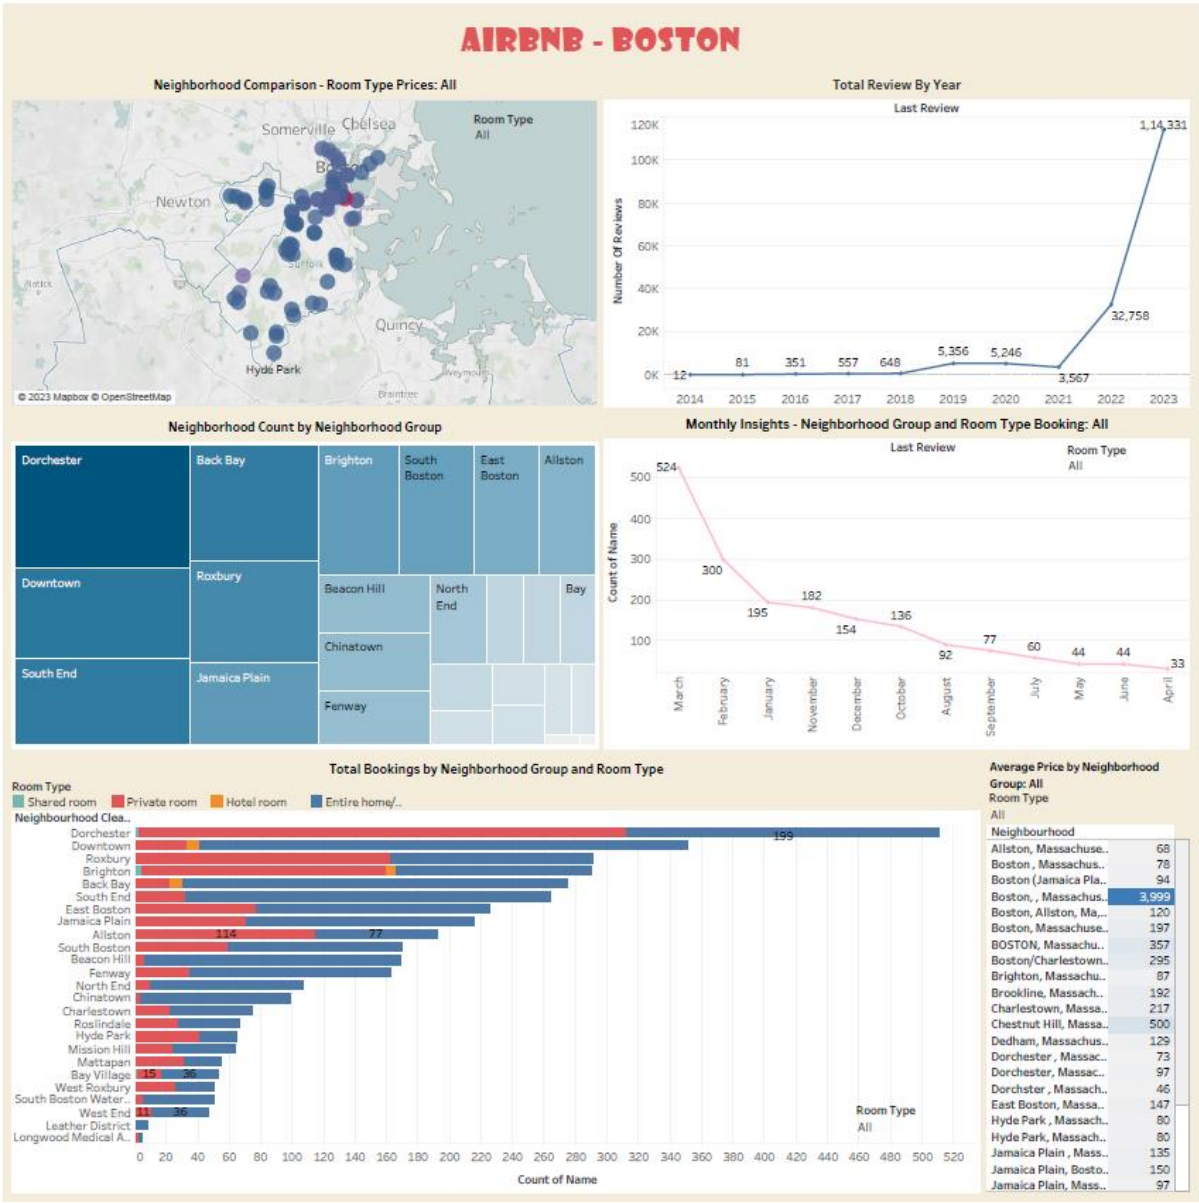 AIRBNB - BOSTON
Neighborhood Comparison - Room Type Prices: All
Somerville
Chelsea
Newton
Natick
Suffolk
Quincy
Hyde Park
Weymouth
Braintree
Room Type
All
© 2023 Mapbox © OpenStreetMap
Total Review By Year
Last Review
Number Of Reviews
120K
100K
80K
60K
40K
20K
0K
12
81
351
557
648
5,356
5,246
3,567
32,758
1,14,331
2014 2015 2016 2017 2018 2019 2020 2021 2022 2023
Neighborhood Count by Neighborhood Group
Dorchester
Downtown
South End
Back Bay
Roxbury
Jamaica Plain
Brighton
South
Boston
East
Boston
Allston
Beacon Hill
Chinatown
Fenway
North
End
Bay
Monthly Insights - Neighborhood Group and Room Type Booking: All
Last Review
Room Type
All
Count of Name
500
400
300
200
100
524
300
195
182
154
136
92
77
60
44
44
33
March
February
January
November
December
October
August
September
July
May
June
April
Total Bookings by Neighborhood Group and Room Type
Room Type
Shared room Private room Hotel room Entire home/..
Neighbourhood Clea..
Dorchester 199
Downtown
Roxbury
Brighton
Back Bay
South End
East Boston
Jamaica Plain
Allston 114 77
South Boston
Beacon Hill
Fenway
North End
Chinatown
Charlestown
Roslindale
Hyde Park
Mission Hill
Mattapan
Bay Village 15 36
West Roxbury
South Boston Water..
West End 11 36
Leather District
Longwood Medical A..
Room Type
All
0 20 40 60 80 100 120 140 160 180 200 220 240 260 280 300 320 340 360 380 400 420 440 460 480 500 520
Count of Name
Average Price by Neighborhood
Group: All
Room Type
All
Neighbourhood
Allston, Massachuse.. 68
Boston , Massachus.. 78
Boston (Jamaica Pla.. 94
Boston, , Massachus.. 3,999
Boston, Allston, Ma,.. 120
Boston, Massachuse.. 197
BOSTON, Massachu.. 357
Boston/Charlestown.. 295
Brighton, Massachu.. 87
Brookline, Massach.. 192
Charlestown, Massa.. 217
Chestnut Hill, Massa.. 500
Dedham, Massachus.. 129
Dorchester , Massac.. 73
Dorchester, Massac.. 97
Dorchster , Massach.. 46
East Boston, Massa.. 147
Hyde Park , Massach.. 80
Hyde Park, Massach.. 80
Jamaica Plain , Mass.. 135
Jamaica Plain, Bosto.. 150
Jamaica Plain, Mass.. 97